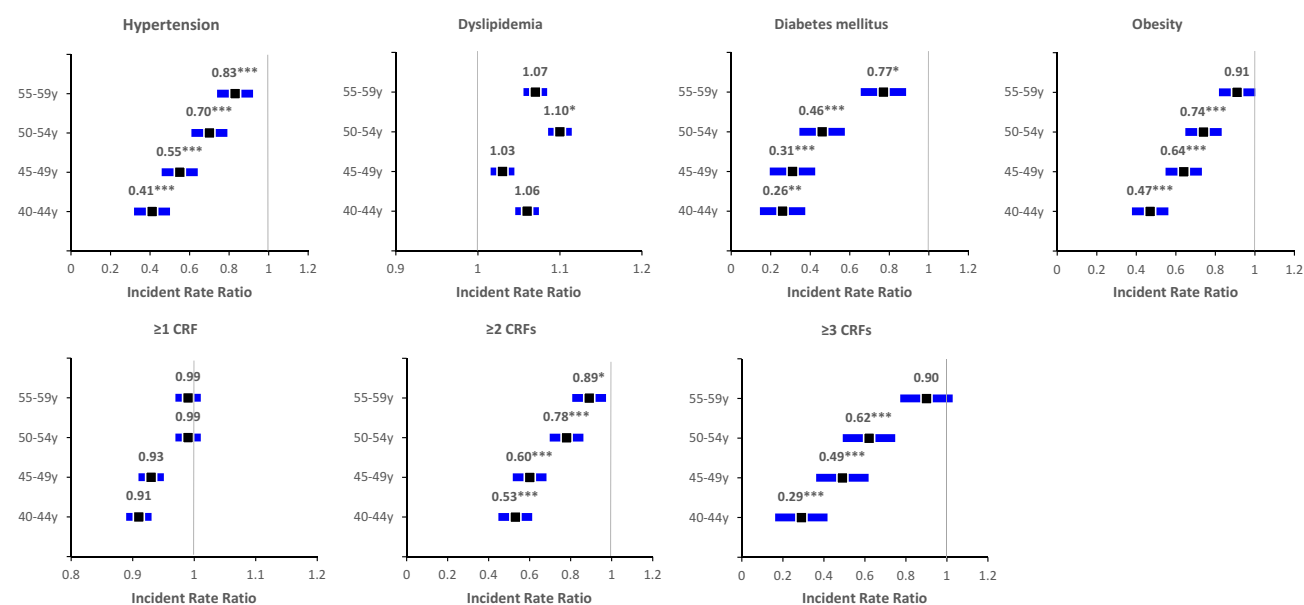 Hypertension
55-59y
0.83***
50-54y
0.70***
45-49y
0.55***
40-44y
0.41***
0 0.2 0.4 0.6 0.8 1 1.2
Incident Rate Ratio
Dyslipidemia
55-59y
1.07
50-54y
1.10*
45-49y
1.03
40-44y
1.06
0.9 1 1.1 1.2
Incident Rate Ratio
Diabetes mellitus
55-59y
0.77*
50-54y
0.46***
45-49y
0.31***
40-44y
0.26**
0 0.2 0.4 0.6 0.8 1 1.2
Incident Rate Ratio
Obesity
55-59y
0.91
50-54y
0.74***
45-49y
0.64***
40-44y
0.47***
0 0.2 0.4 0.6 0.8 1 1.2
Incident Rate Ratio
≥1 CRF
55-59y
0.99
50-54y
0.99
45-49y
0.93
40-44y
0.91
0.8 0.9 1 1.1 1.2
Incident Rate Ratio
≥2 CRFs
55-59y
0.89*
50-54y
0.78***
45-49y
0.60***
40-44y
0.53***
0 0.2 0.4 0.6 0.8 1 1.2
Incident Rate Ratio
≥3 CRFs
55-59y
0.90
50-54y
0.62***
45-49y
0.49***
40-44y
0.29***
0 0.2 0.4 0.6 0.8 1 1.2
Incident Rate Ratio